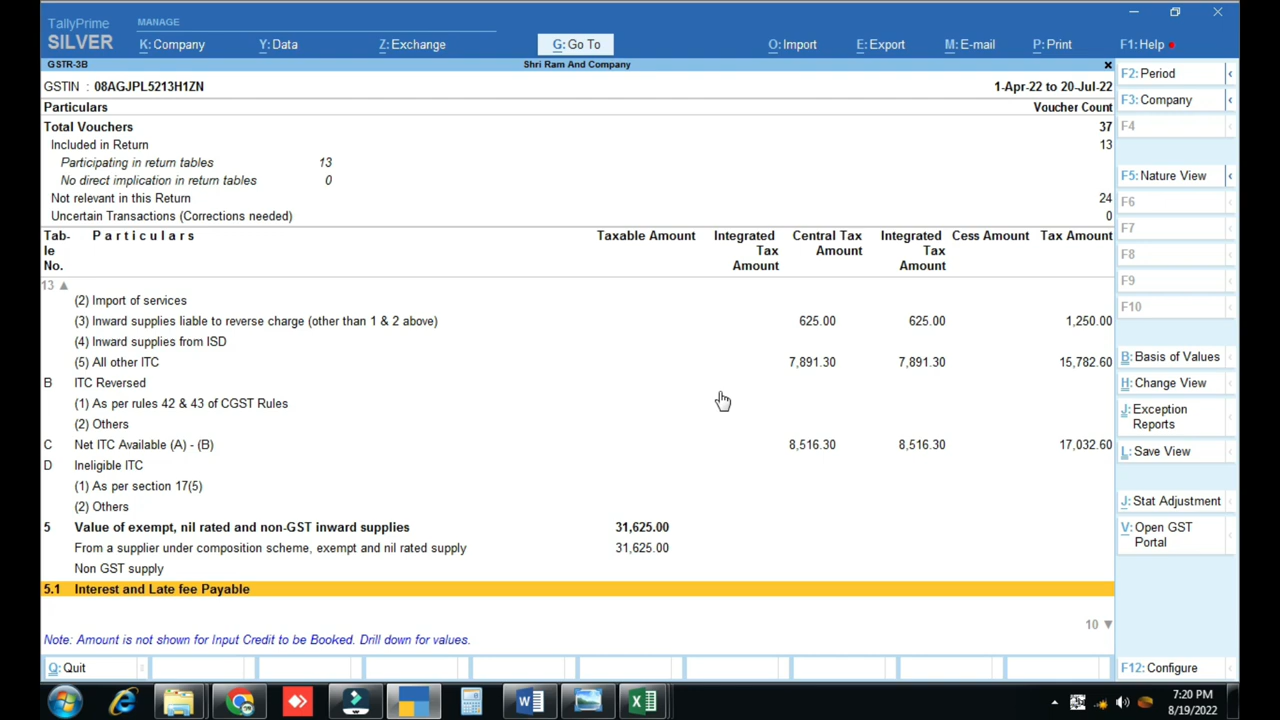 TallyPrime
SILVER
MANAGE
K: Company
Y: Data
Z: Exchange
G: Go To
O: Import
E: Export
M: E-mail
P: Print
F1: Help
GSTR-3B
Shri Ram And Company
GSTIN : 08AGJPL5213H1ZN
1-Apr-22 to 20-Jul-22
Particulars
Voucher Count
Total Vouchers 37
Included in Return 13
Participating in return tables 13
No direct implication in return tables 0
Not relevant in this Return 24
Uncertain Transactions (Corrections needed) 0
Tab- Particulars Taxable Amount Integrated Central Tax Integrated Cess Amount Tax Amount
le Tax Amount Tax
No. Amount Amount
13
(2) Import of services
(3) Inward supplies liable to reverse charge (other than 1 & 2 above) 625.00 625.00 1,250.00
(4) Inward supplies from ISD
(5) All other ITC 7,891.30 7,891.30 15,782.60
B ITC Reversed
(1) As per rules 42 & 43 of CGST Rules
(2) Others
C Net ITC Available (A) - (B) 8,516.30 8,516.30 17,032.60
D Ineligible ITC
(1) As per section 17(5)
(2) Others
5 Value of exempt, nil rated and non-GST inward supplies 31,625.00
From a supplier under composition scheme, exempt and nil rated supply 31,625.00
Non GST supply
5.1 Interest and Late fee Payable
10
Note: Amount is not shown for Input Credit to be Booked. Drill down for values.
Q: Quit
F2: Period
F3: Company
F4
F5: Nature View
F6
F7
F8
F9
F10
B: Basis of Values
H: Change View
J: Exception
Reports
L: Save View
J: Stat Adjustment
V: Open GST
Portal
F12: Configure
7:20 PM
8/19/2022